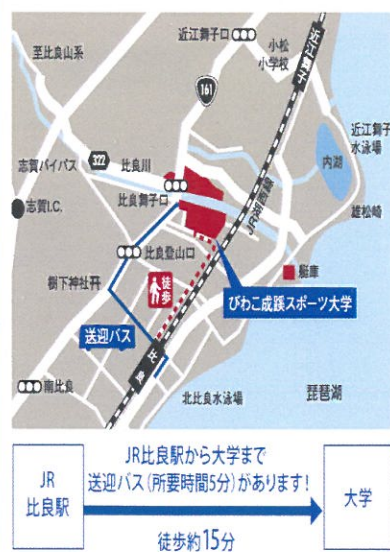 近江舞子口
至比良山系
小松
小学校
近江舞子
161
近江舞子
水泳場
内湖
志賀バイパス
322
比良川
JR湖西線
志賀I.C.
比良舞子口
雄松崎
比良登山口
艇庫
樹下神社
徒歩
びわこ成蹊スポーツ大学
送迎バス
比良
南比良
北比良水泳場
琵琶湖
JR
比良駅
JR比良駅から大学まで
送迎バス(所要時間5分)があります!
大学
徒歩約15分